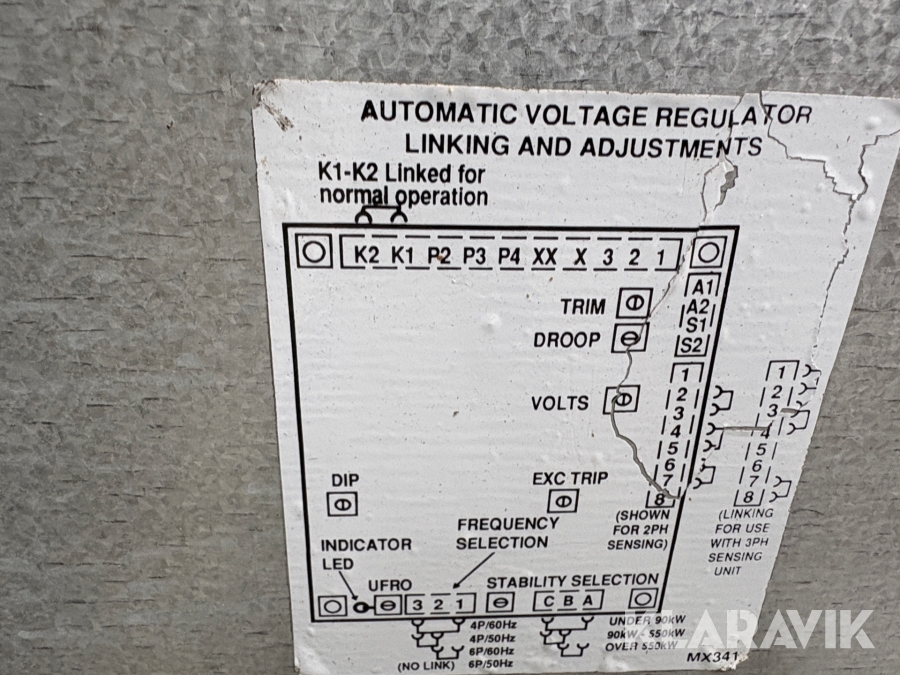 AUTOMATIC VOLTAGE REGULATOR
LINKING AND ADJUSTMENTS
K1-K2 Linked for
normal operation
K2 K1 P2 P3 P4 XX X 3 2 1
A1
A2
S1
S2
TRIM
DROOP
VOLTS
1
2
3
4
5
6
7
8
1
2
3
4
5
6
7
8
DIP
EXC TRIP
(SHOWN
FOR 2PH
SENSING)
(LINKING
FOR USE
WITH 3PH
SENSING
UNIT
FREQUENCY
SELECTION
INDICATOR
LED
UFRO
STABILITY SELECTION
3 2 1
C B A
4P/60Hz
4P/50Hz
6P/60Hz
(NO LINK) 6P/50Hz
UNDER 90kW
90kW - 550kW
OVER 550kW
MX341
KLARAVIK